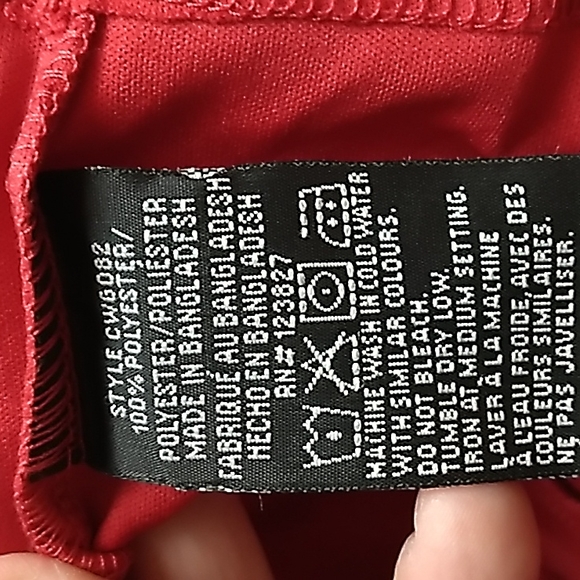 STYLE CWG082
100% POLYESTER/
POLYESTER/POLIESTER
MADE IN BANGLADESH
FABRIQUE AU BANGLADESH
HECHO EN BANGLADESH
RN# 123827
MACHINE WASH IN COLD WATER
WITH SIMILAR COLOURS.
DO NOT BLEACH.
TUMBLE DRY LOW.
IRON AT MEDIUM SETTING.
LAVER À LA MACHINE
À L'EAU FROIDE, AVEC DES
COULEURS SIMILAIRES.
NE PAS JAVELLISER.